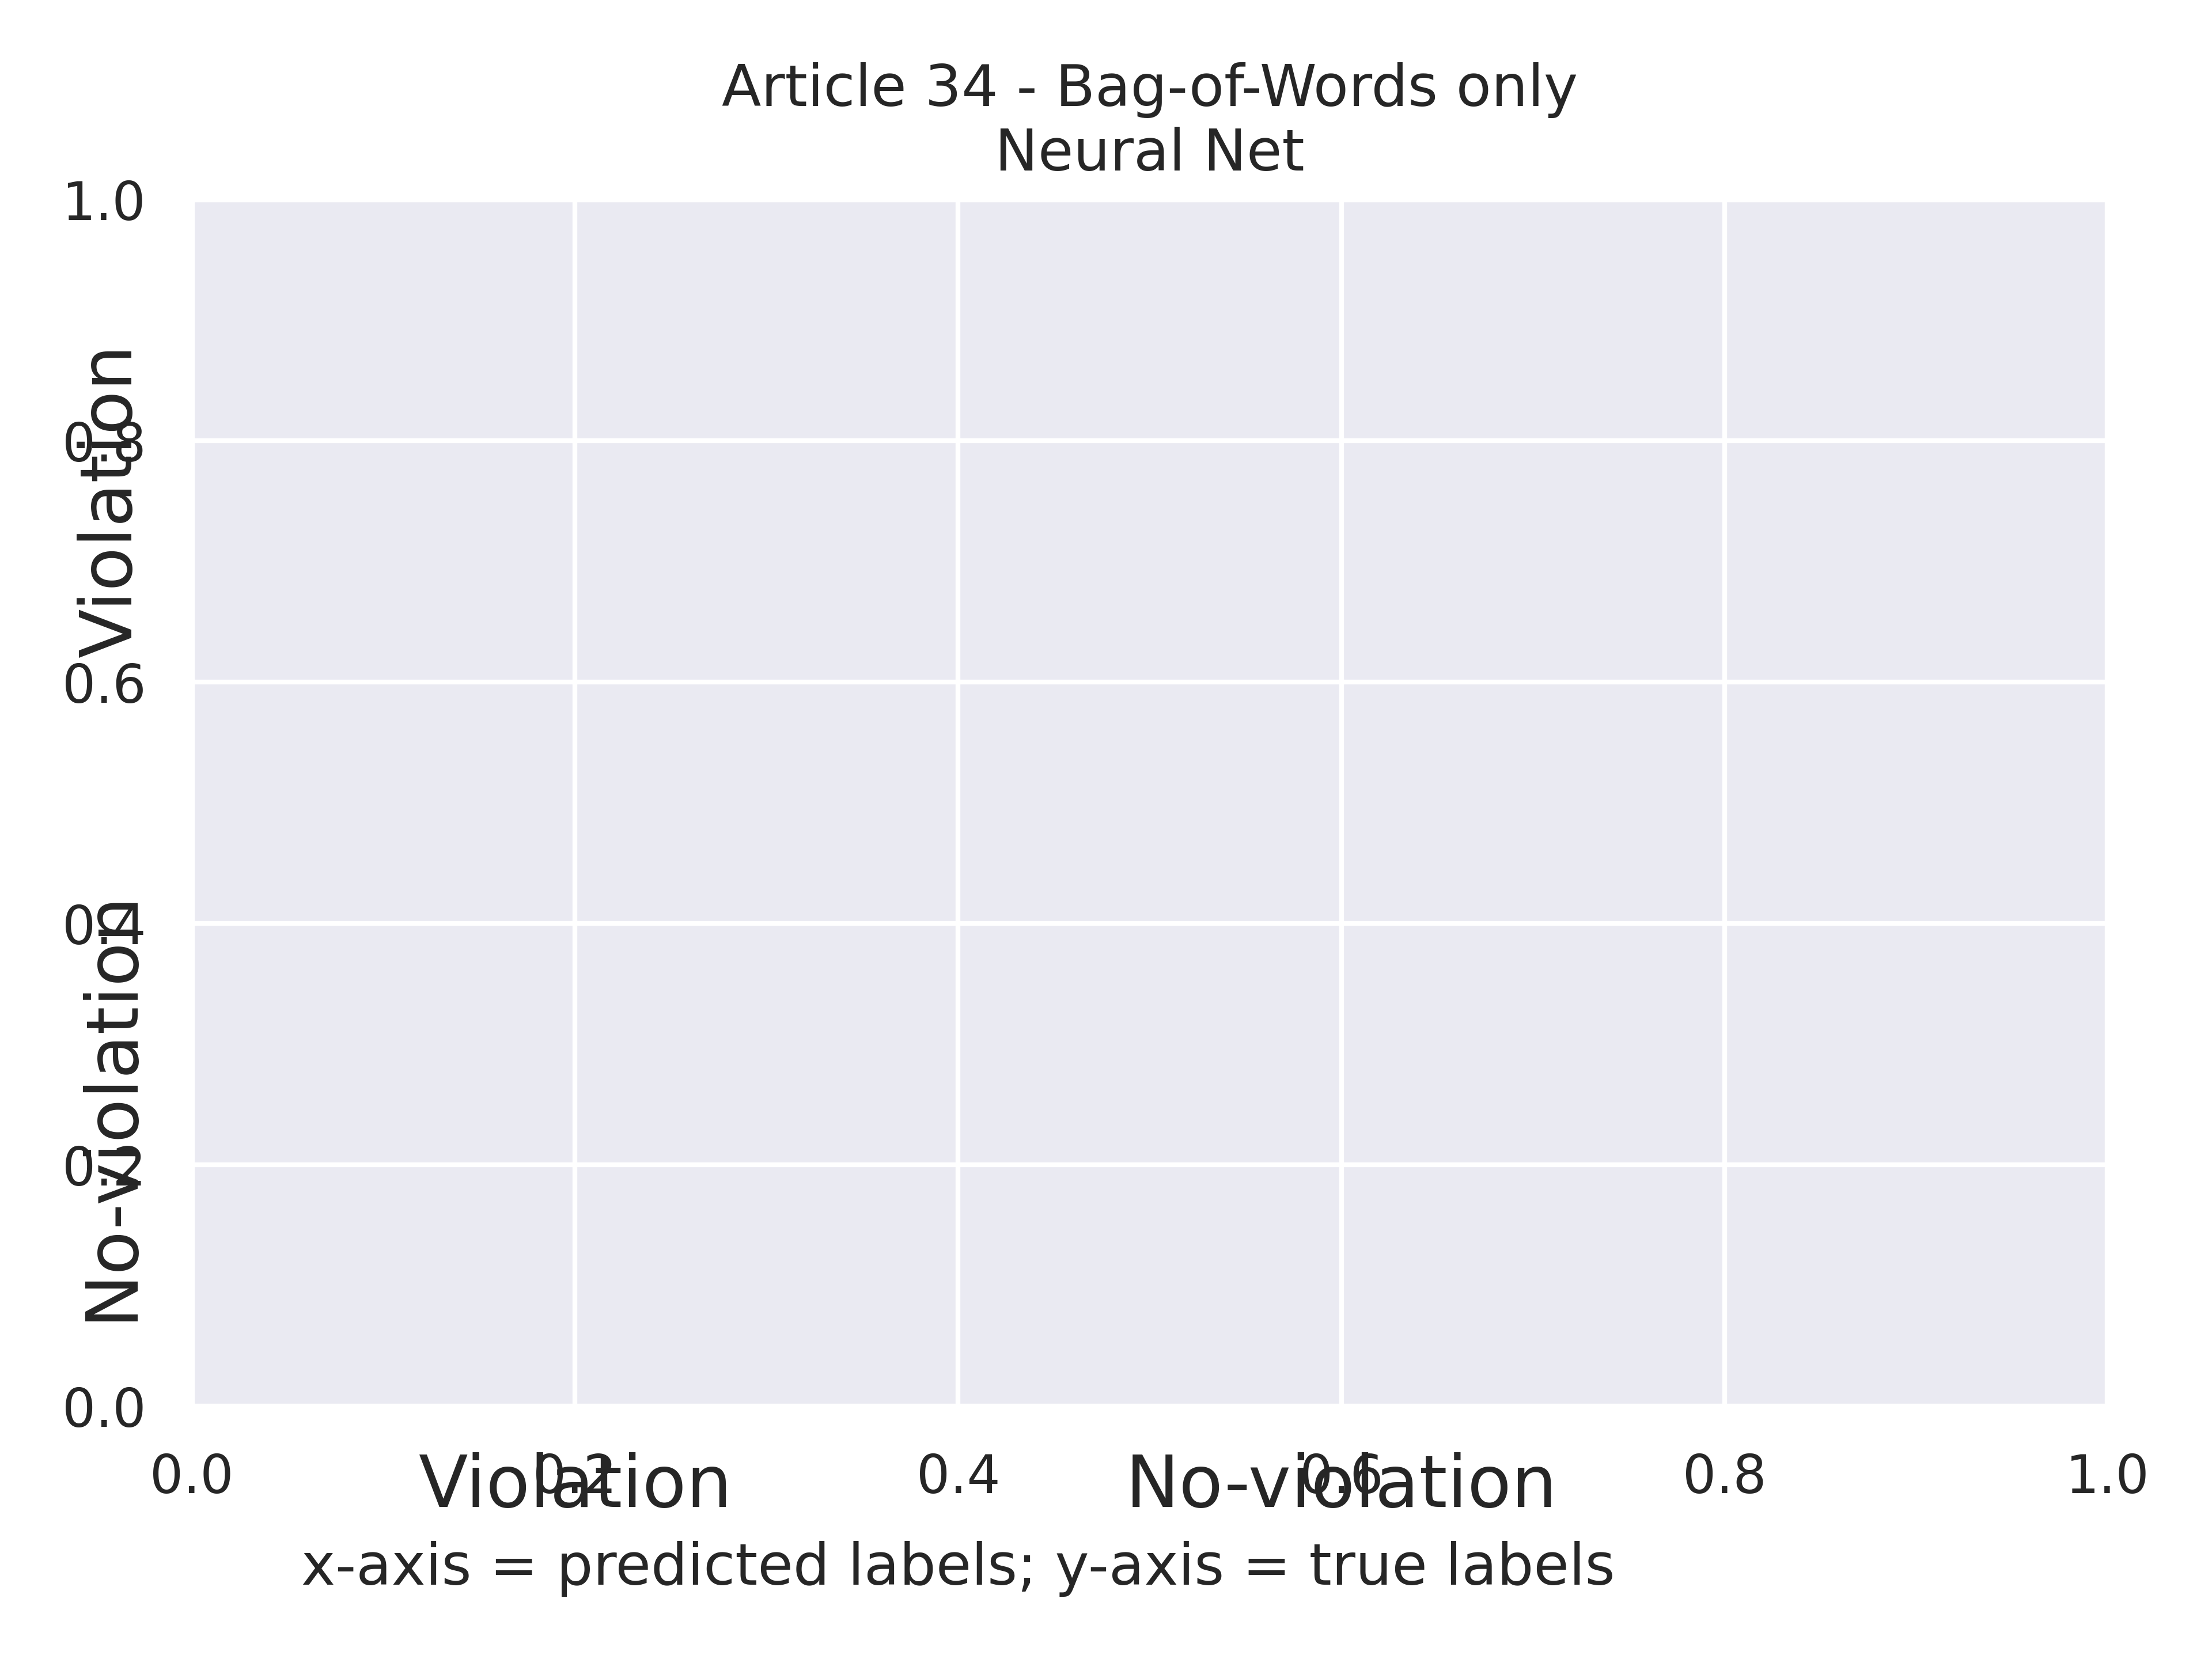 Article 34 - Bag-of-Words only
Neural Net
1.0
0.8
Violation
0.6
0.4
No-violation
0.2
0.0
0.0
Violation
0.2
0.4
No-violation
0.6
0.8
1.0
x-axis = predicted labels; y-axis = true labels